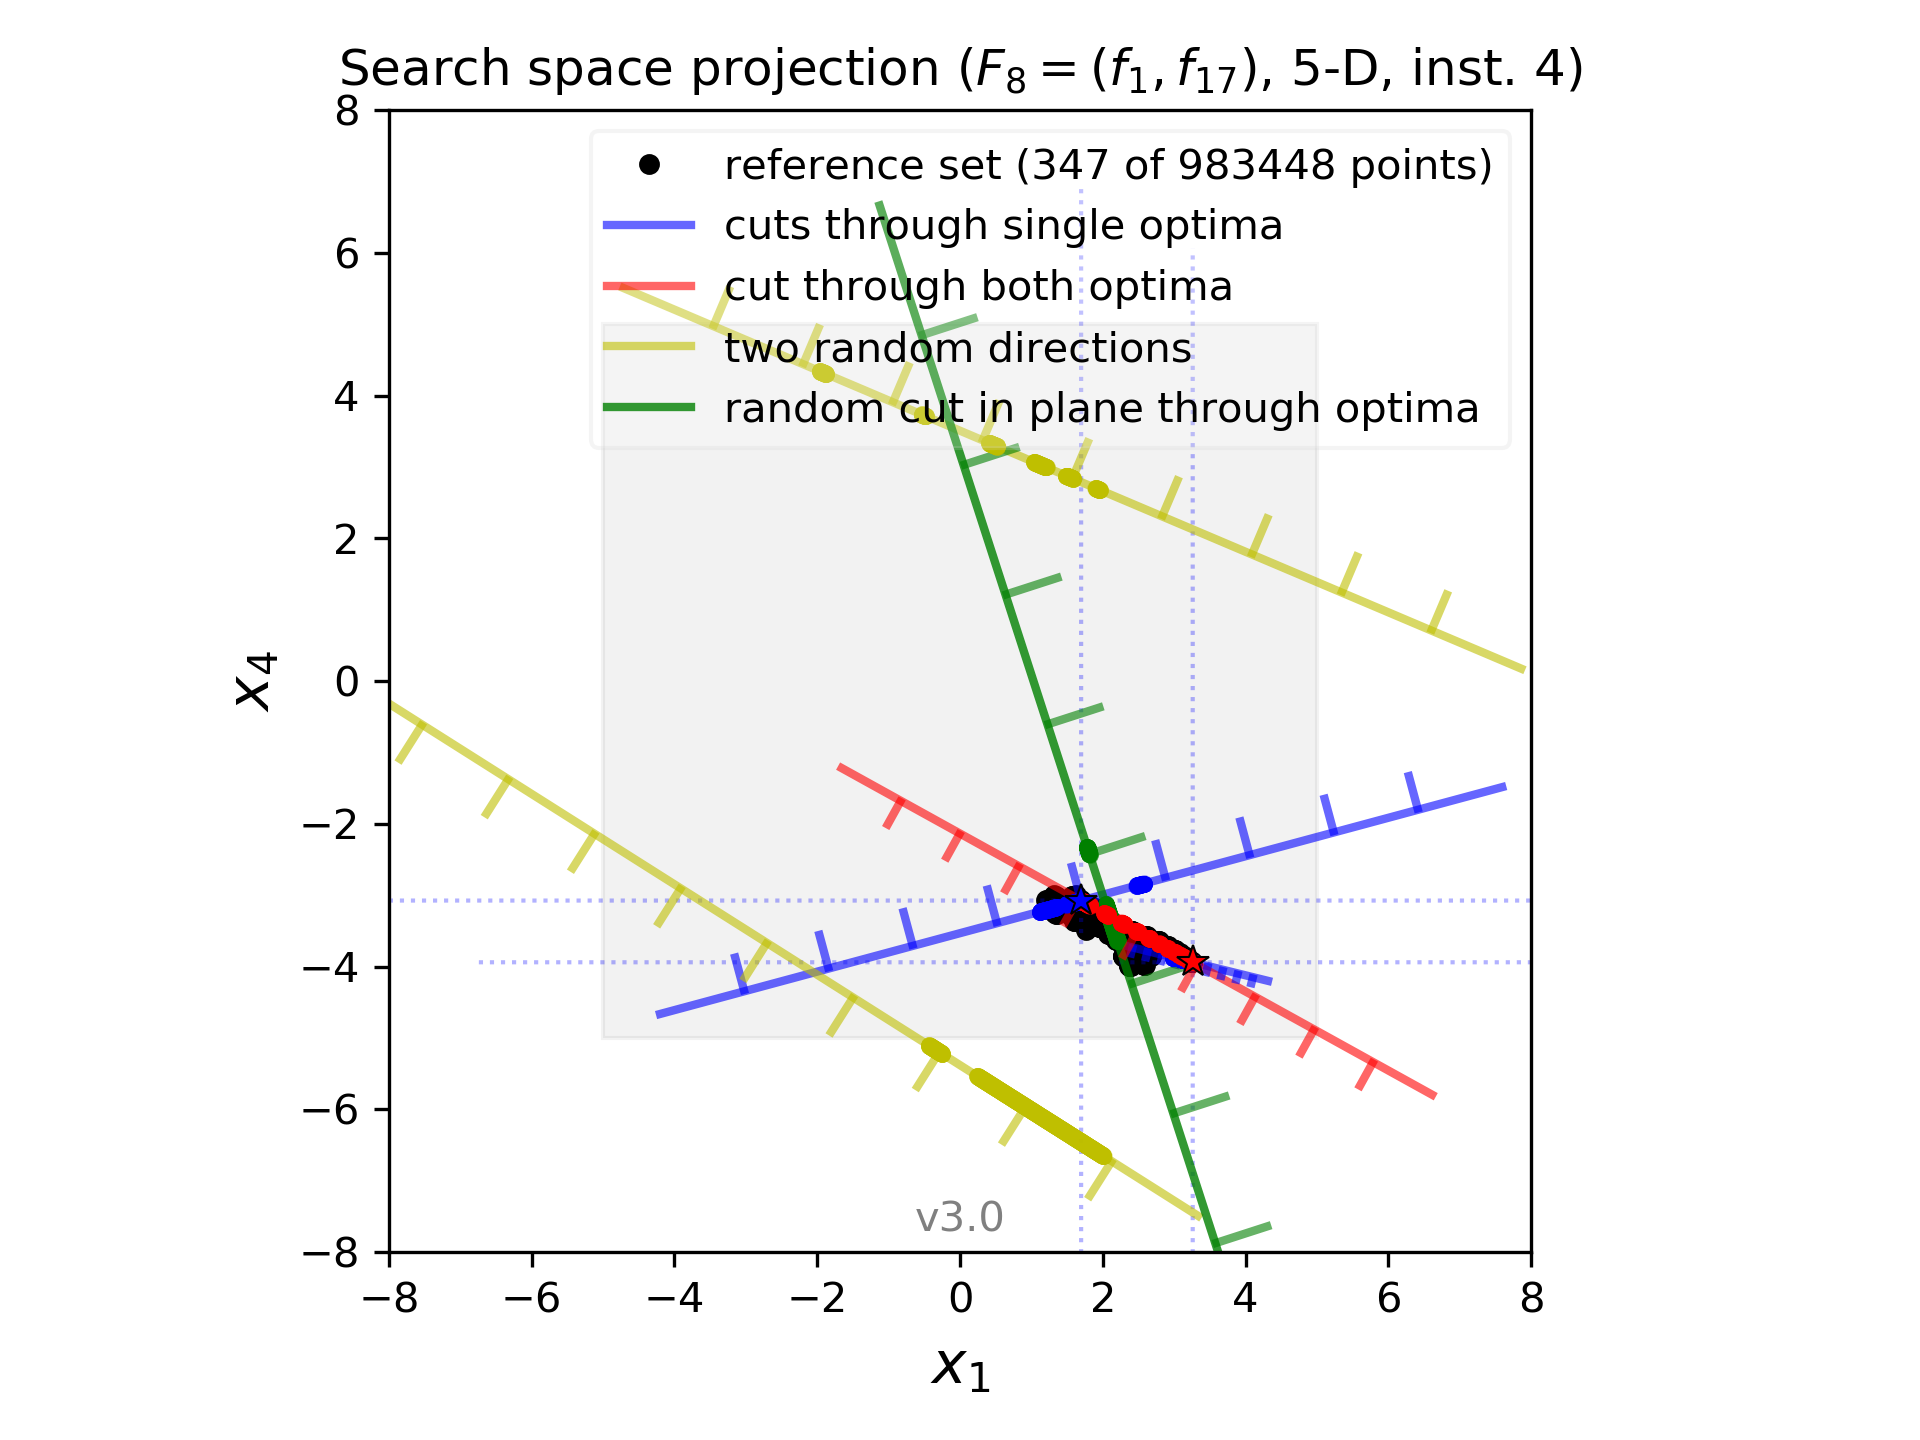 Search space projection (F₈ = (f₁, f₁₇), 5-D, inst. 4)
reference set (347 of 983448 points)
cuts through single optima
cut through both optima
two random directions
random cut in plane through optima
8
6
4
2
0
−2
−4
−6
−8
x₄
v3.0
−8 −6 −4 −2 0 2 4 6 8
x₁